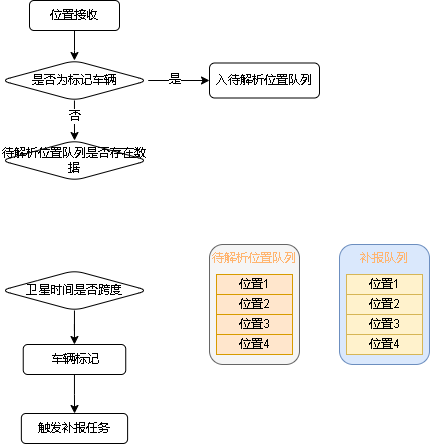 位置接收
是否为标记车辆
是
入待解析位置队列
否
待解析位置队列是否存在数
据
卫星时间是否跨度
车辆标记
触发补报任务
待解析位置队列
位置1
位置2
位置3
位置4
补报队列
位置1
位置2
位置3
位置4